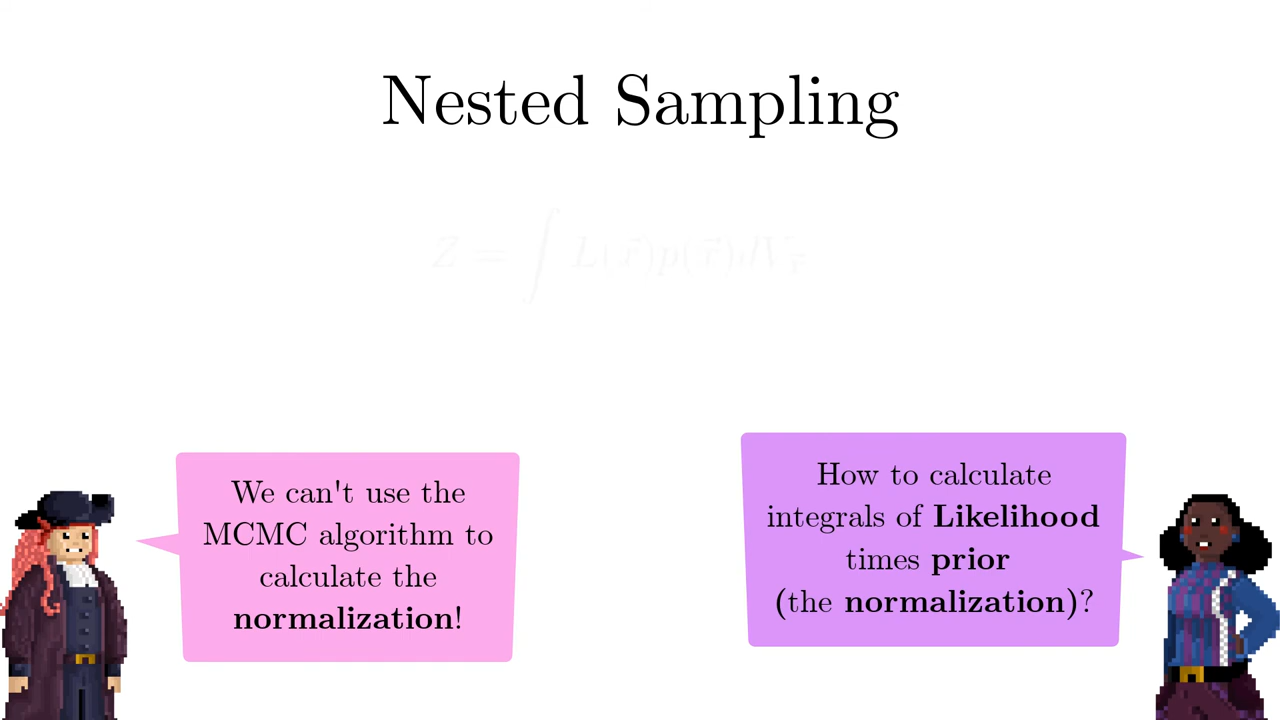 Nested Sampling
Z = ∫ L(r⃗)p(r⃗)dV_r⃗
We can't use the
MCMC algorithm to
calculate the
normalization!
How to calculate
integrals of Likelihood
times prior
(the normalization)?